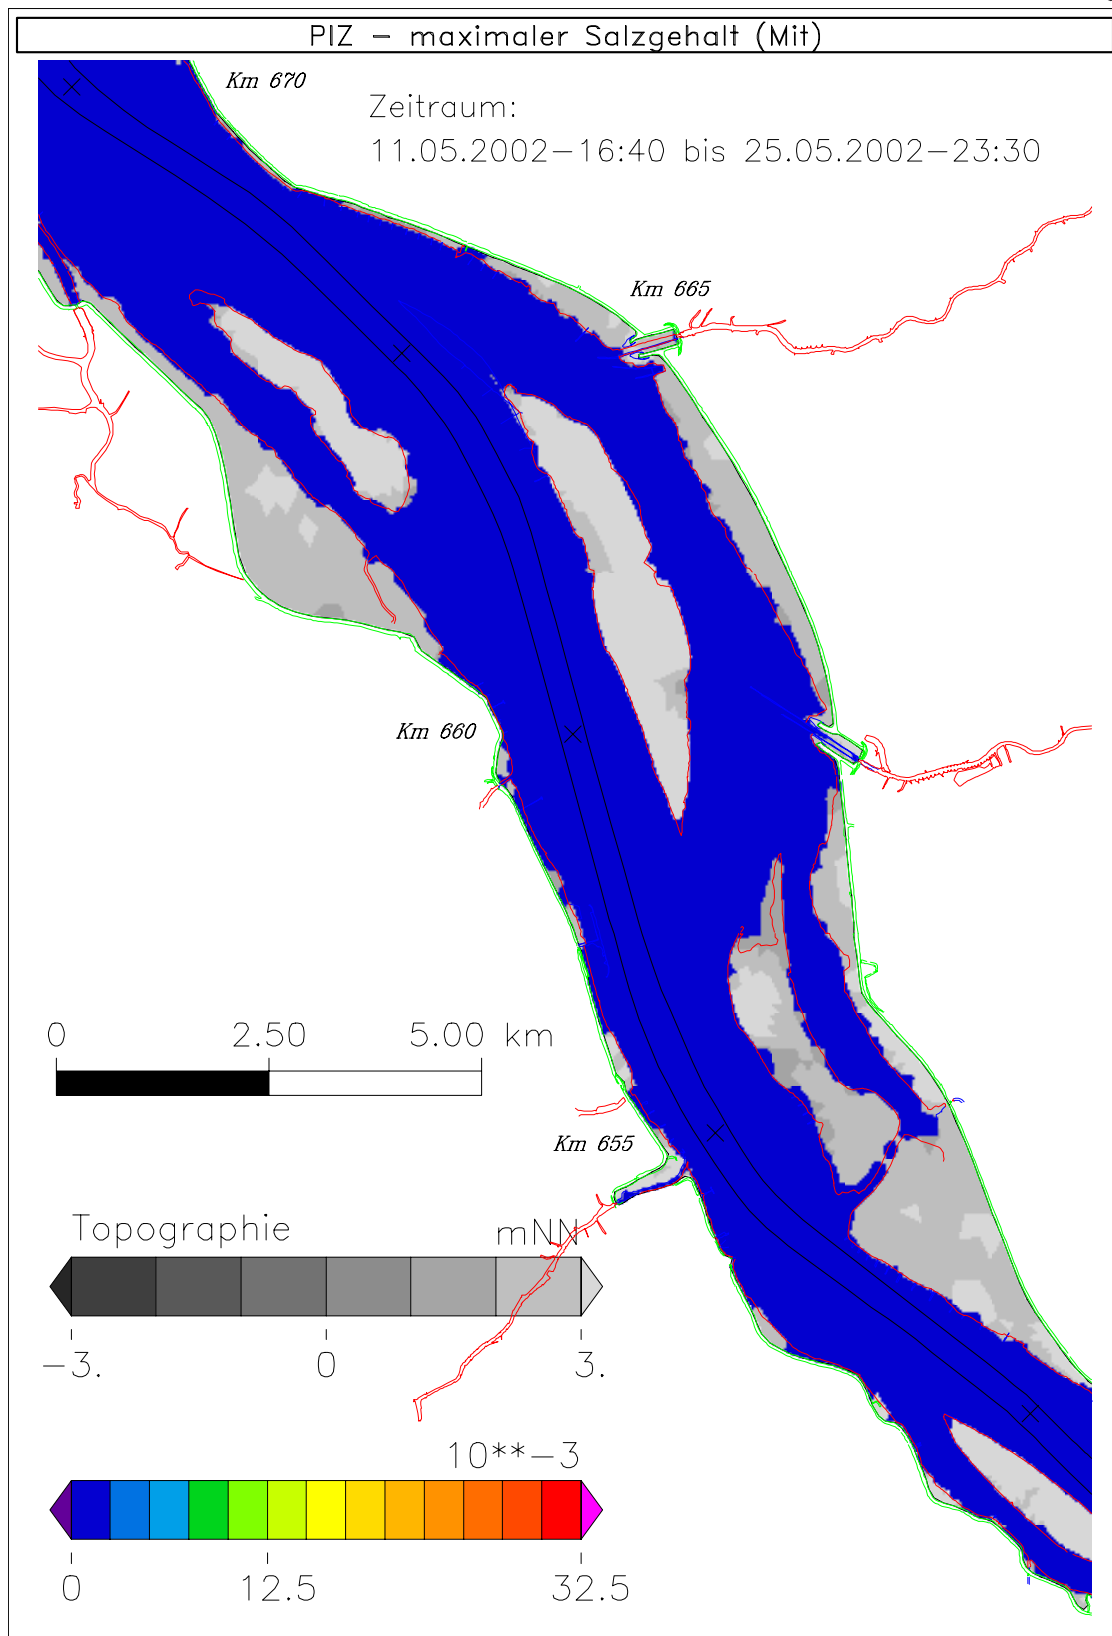 PIZ – maximaler Salzgehalt (Mit)
Km 670
Zeitraum:
11.05.2002–16:40 bis 25.05.2002–23:30
Km 665
Km 660
0 2.50 5.00 km
Km 655
Topographie mNN
–3. 0 3.
10**–3
0 12.5 32.5